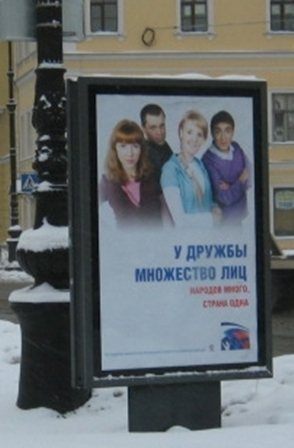 У ДРУЖБЫ
МНОЖЕСТВО ЛИЦ
НАРОДОВ МНОГО,
СТРАНА ОДНА